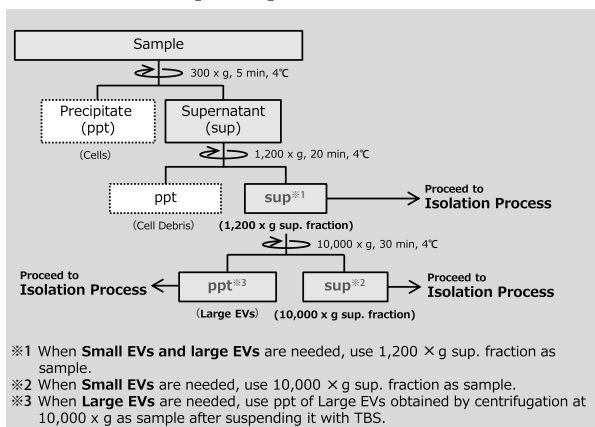 Sample
300 x g, 5 min, 4℃
Precipitate
(ppt)
Supernatant
(sup)
(Cells)
1,200 x g, 20 min, 4℃
ppt
sup※1
Proceed to
Isolation Process
(Cell Debris)
(1,200 x g sup. fraction)
10,000 x g, 30 min, 4℃
Proceed to
Isolation Process
ppt※3
sup※2
Proceed to
Isolation Process
(Large EVs)
(10,000 x g sup. fraction)
※1 When Small EVs and large EVs are needed, use 1,200 ×g sup. fraction as
sample.
※2 When Small EVs are needed, use 10,000 ×g sup. fraction as sample.
※3 When Large EVs are needed, use ppt of Large EVs obtained by centrifugation at
10,000 x g as sample after suspending it with TBS.